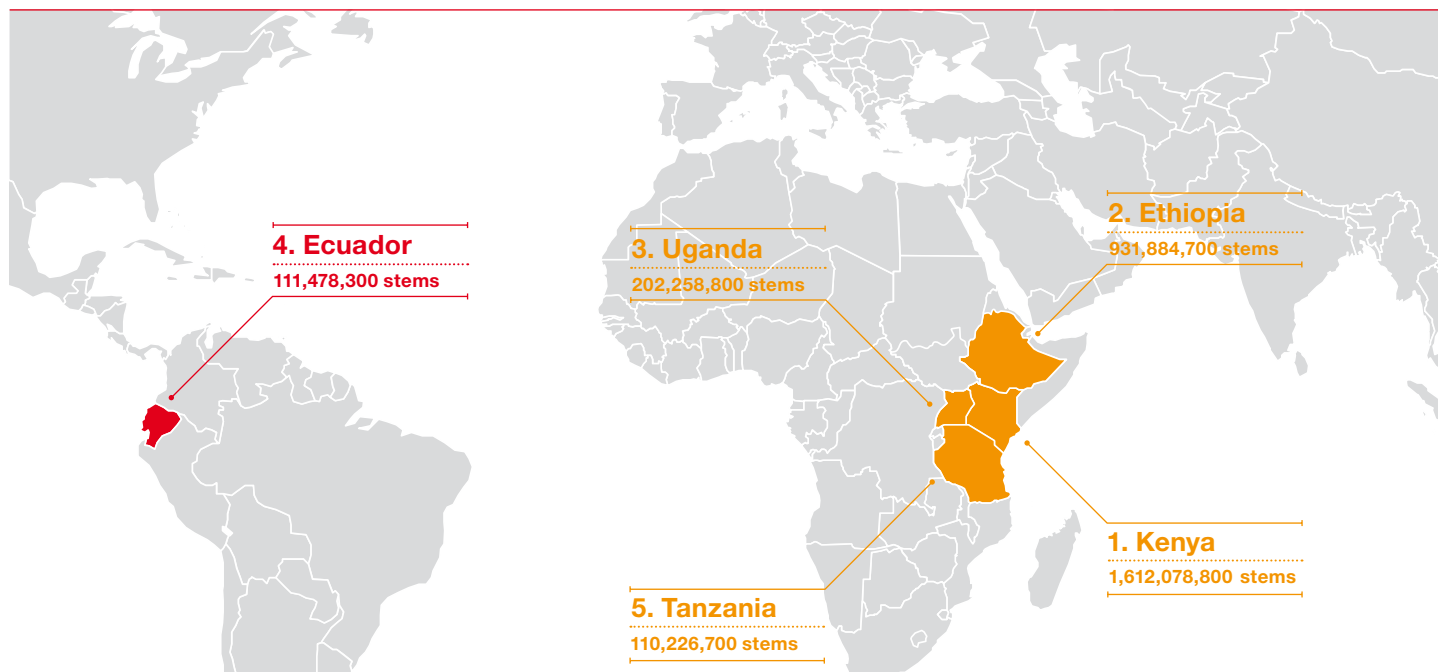 2. Ethiopia
931,884,700 stems
4. Ecuador
111,478,300 stems
3. Uganda
202,258,800 stems
1. Kenya
1,612,078,800 stems
5. Tanzania
110,226,700 stems